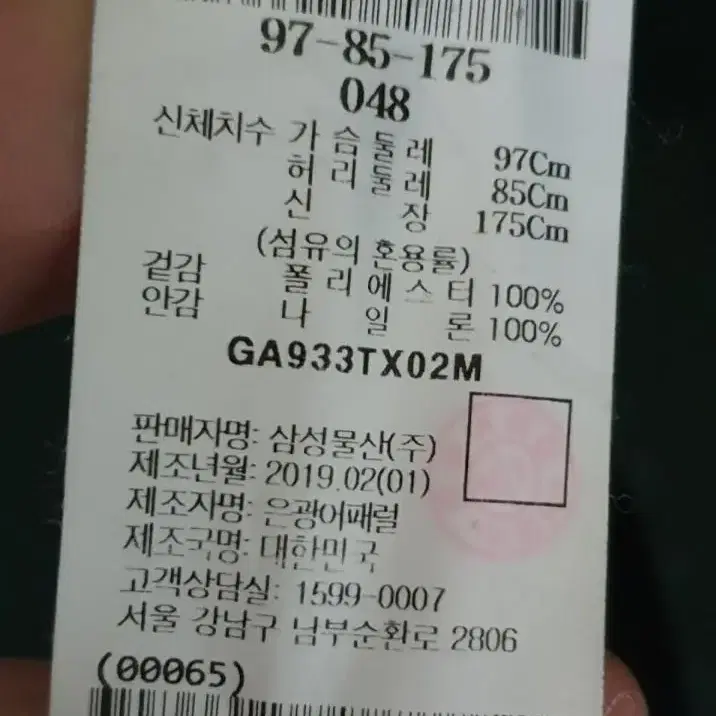 97-85-175
048
신체치수 가슴둘레 97Cm
허리둘레 85Cm
신장 175Cm
(섬유의 혼용률)
겉감 폴리에스터 100%
안감 나일론 100%
GA933TX02M
판매자명: 삼성물산(주)
제조년월: 2019.02(01)
제조자명: 은광어패럴
제조국명: 대한민국
고객상담실: 1599-0007
서울 강남구 남부순환로 2806
(00065)